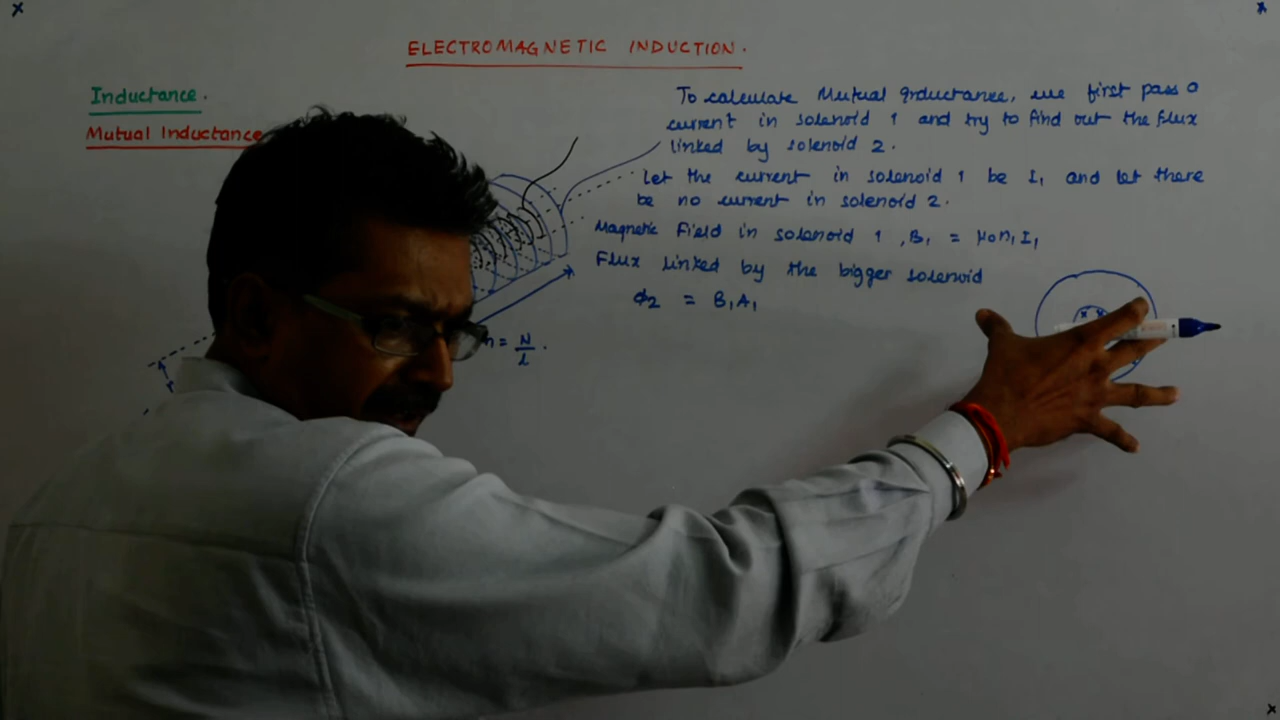 ELECTROMAGNETIC INDUCTION.
Inductance.
Mutual Inductance
To calculate Mutual Inductance, we first pass a
current in solenoid 1 and try to find out the flux
linked by solenoid 2.
Let the current in solenoid 1 be I₁ and let there
be no current in solenoid 2.
Magnetic Field in solenoid 1, B₁ = μ₀n₁I₁
Flux linked by the bigger solenoid
ϕ₂ = B₁A₁
n = N/l.
r
x x